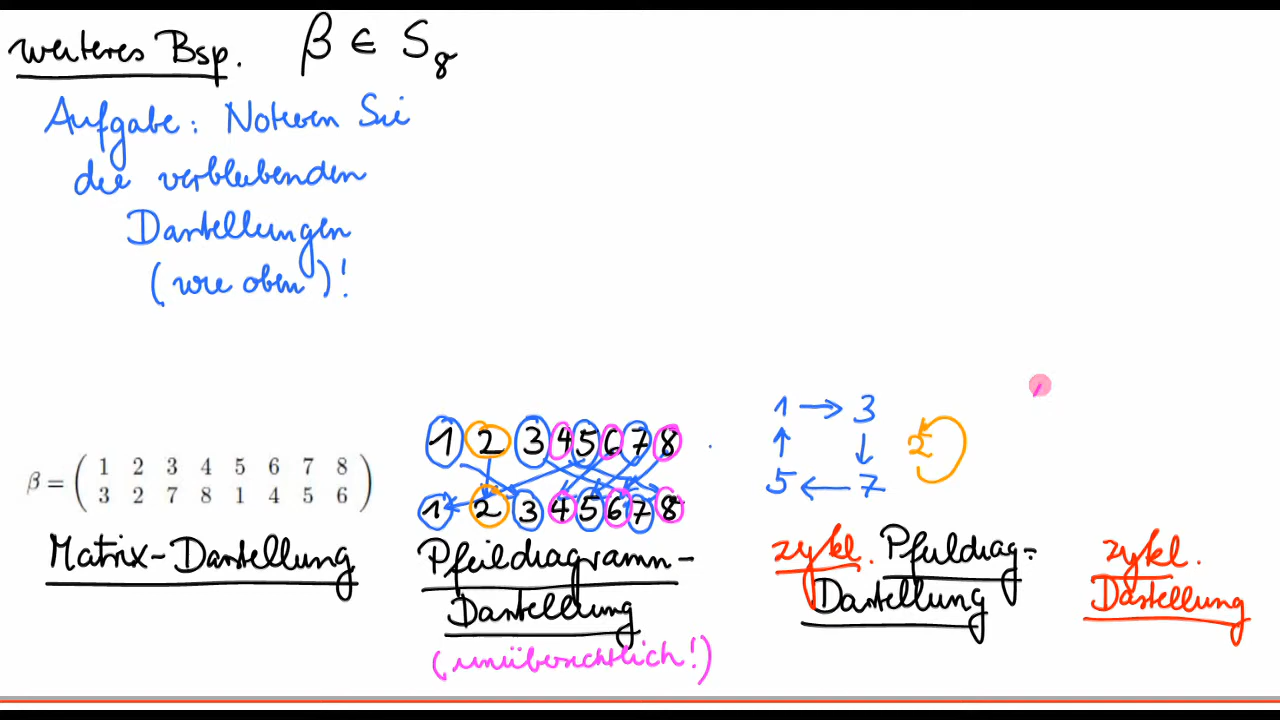 weiteres Bsp. β ∈ S₈
Aufgabe: Notieren Sie
die verbleibenden
Darstellungen
(wie oben)!
β = ( 1 2 3 4 5 6 7 8
3 2 7 8 1 4 5 6 )
Matrix-Darstellung
1 2 3 4 5 6 7 8
1 2 3 4 5 6 7 8
Pfeildiagramm-
Darstellung
(unübersichtlich!)
1 → 3
↑ ↓ 2
5 ← 7
zykl. Pfeildiag-
Darstellung
zykl.
Darstellung